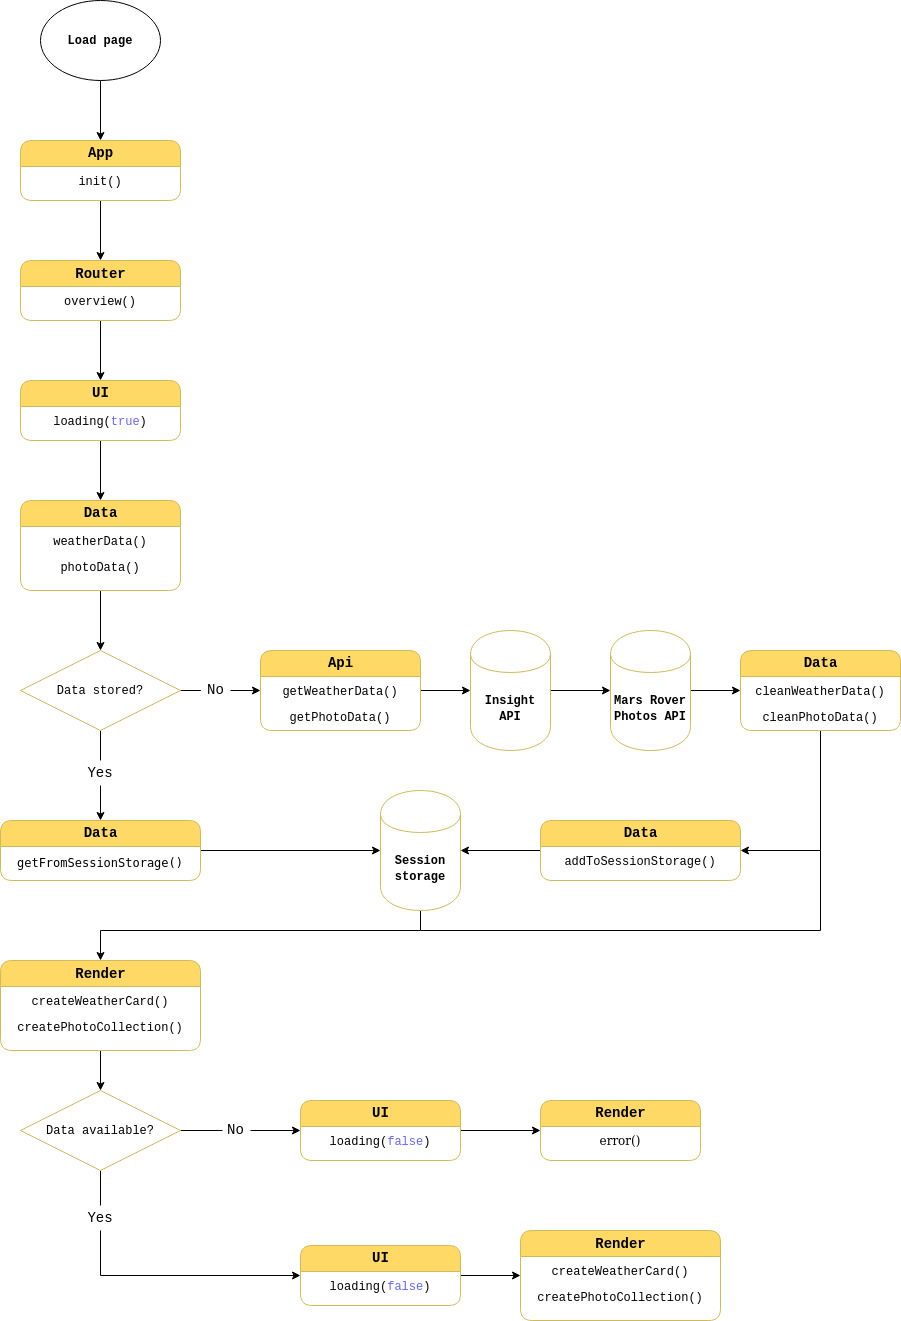 Load page
App
init()
Router
overview()
UI
loading(true)
Data
weatherData()
photoData()
Data stored?
No
Api
getWeatherData()
getPhotoData()
Insight
API
Mars Rover
Photos API
Data
cleanWeatherData()
cleanPhotoData()
Yes
Data
getFromSessionStorage()
Session
storage
Data
addToSessionStorage()
Render
createWeatherCard()
createPhotoCollection()
Data available?
No
UI
loading(false)
Render
error()
Yes
UI
loading(false)
Render
createWeatherCard()
createPhotoCollection()